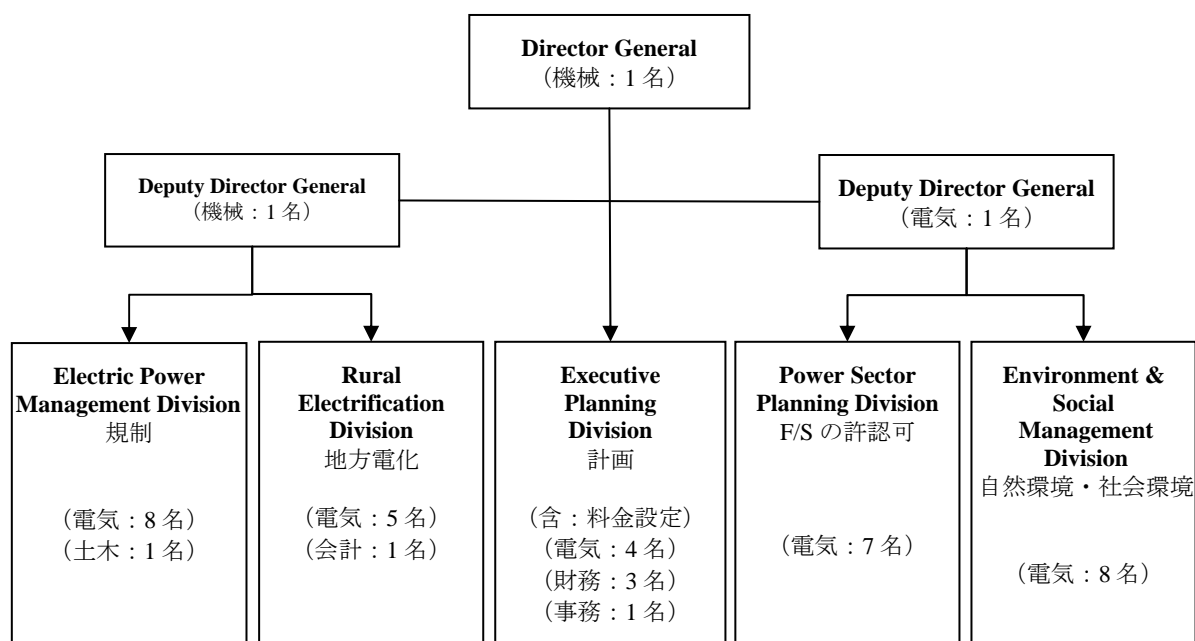 Director General
（機械：1 名）
Deputy Director General
（機械：1 名）
Deputy Director General
（電気：1 名）
Electric Power
Management Division
規制
（電気：8 名）
（土木：1 名）
Rural
Electrification
Division
地方電化
（電気：5 名）
（会計：1 名）
Executive
Planning
Division
計画
（含：料金設定）
（電気：4 名）
（財務：3 名）
（事務：1 名）
Power Sector
Planning Division
F/S の許認可
（電気：7 名）
Environment &
Social
Management
Division
自然環境・社会環境
（電気：8 名）